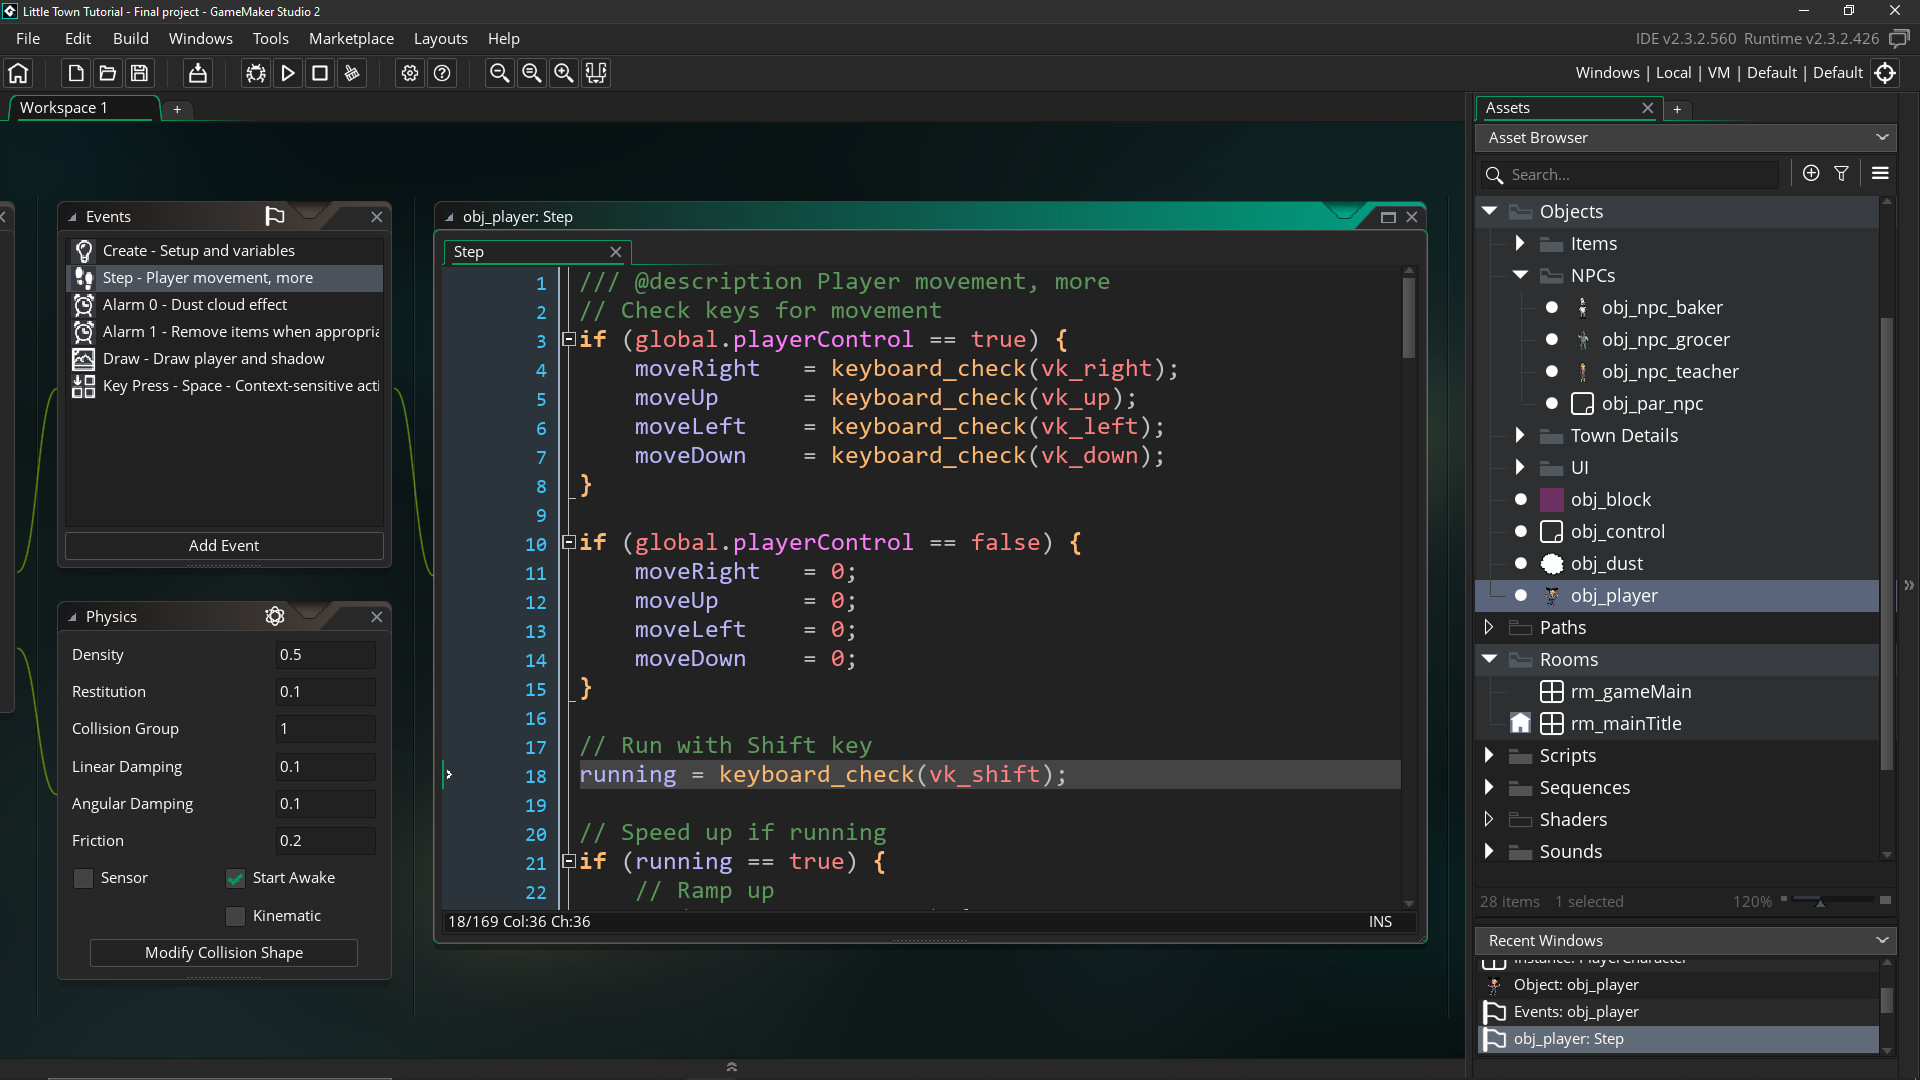 Little Town Tutorial - Final project - GameMaker Studio 2
File Edit Build Windows Tools Marketplace Layouts Help
IDE v2.3.2.560 Runtime v2.3.2.426
Windows | Local | VM | Default | Default
Workspace 1
+
Events
Create - Setup and variables
Step - Player movement, more
Alarm 0 - Dust cloud effect
Alarm 1 - Remove items when appropria
Draw - Draw player and shadow
Key Press - Space - Context-sensitive acti
Add Event
Physics
Density 0.5
Restitution 0.1
Collision Group 1
Linear Damping 0.1
Angular Damping 0.1
Friction 0.2
Sensor Start Awake
Kinematic
Modify Collision Shape
obj_player: Step
Step
1 /// @description Player movement, more
2 // Check keys for movement
3 if (global.playerControl == true) {
4 moveRight = keyboard_check(vk_right);
5 moveUp = keyboard_check(vk_up);
6 moveLeft = keyboard_check(vk_left);
7 moveDown = keyboard_check(vk_down);
8 }
9
10 if (global.playerControl == false) {
11 moveRight = 0;
12 moveUp = 0;
13 moveLeft = 0;
14 moveDown = 0;
15 }
16
17 // Run with Shift key
18 running = keyboard_check(vk_shift);
19
20 // Speed up if running
21 if (running == true) {
22 // Ramp up
18/169 Col:36 Ch:36 INS
Assets
+
Asset Browser
Search...
Objects
Items
NPCs
obj_npc_baker
obj_npc_grocer
obj_npc_teacher
obj_par_npc
Town Details
UI
obj_block
obj_control
obj_dust
obj_player
Paths
Rooms
rm_gameMain
rm_mainTitle
Scripts
Sequences
Shaders
Sounds
28 items 1 selected 120%
Recent Windows
Instance: PlayerCharacter
Object: obj_player
Events: obj_player
obj_player: Step